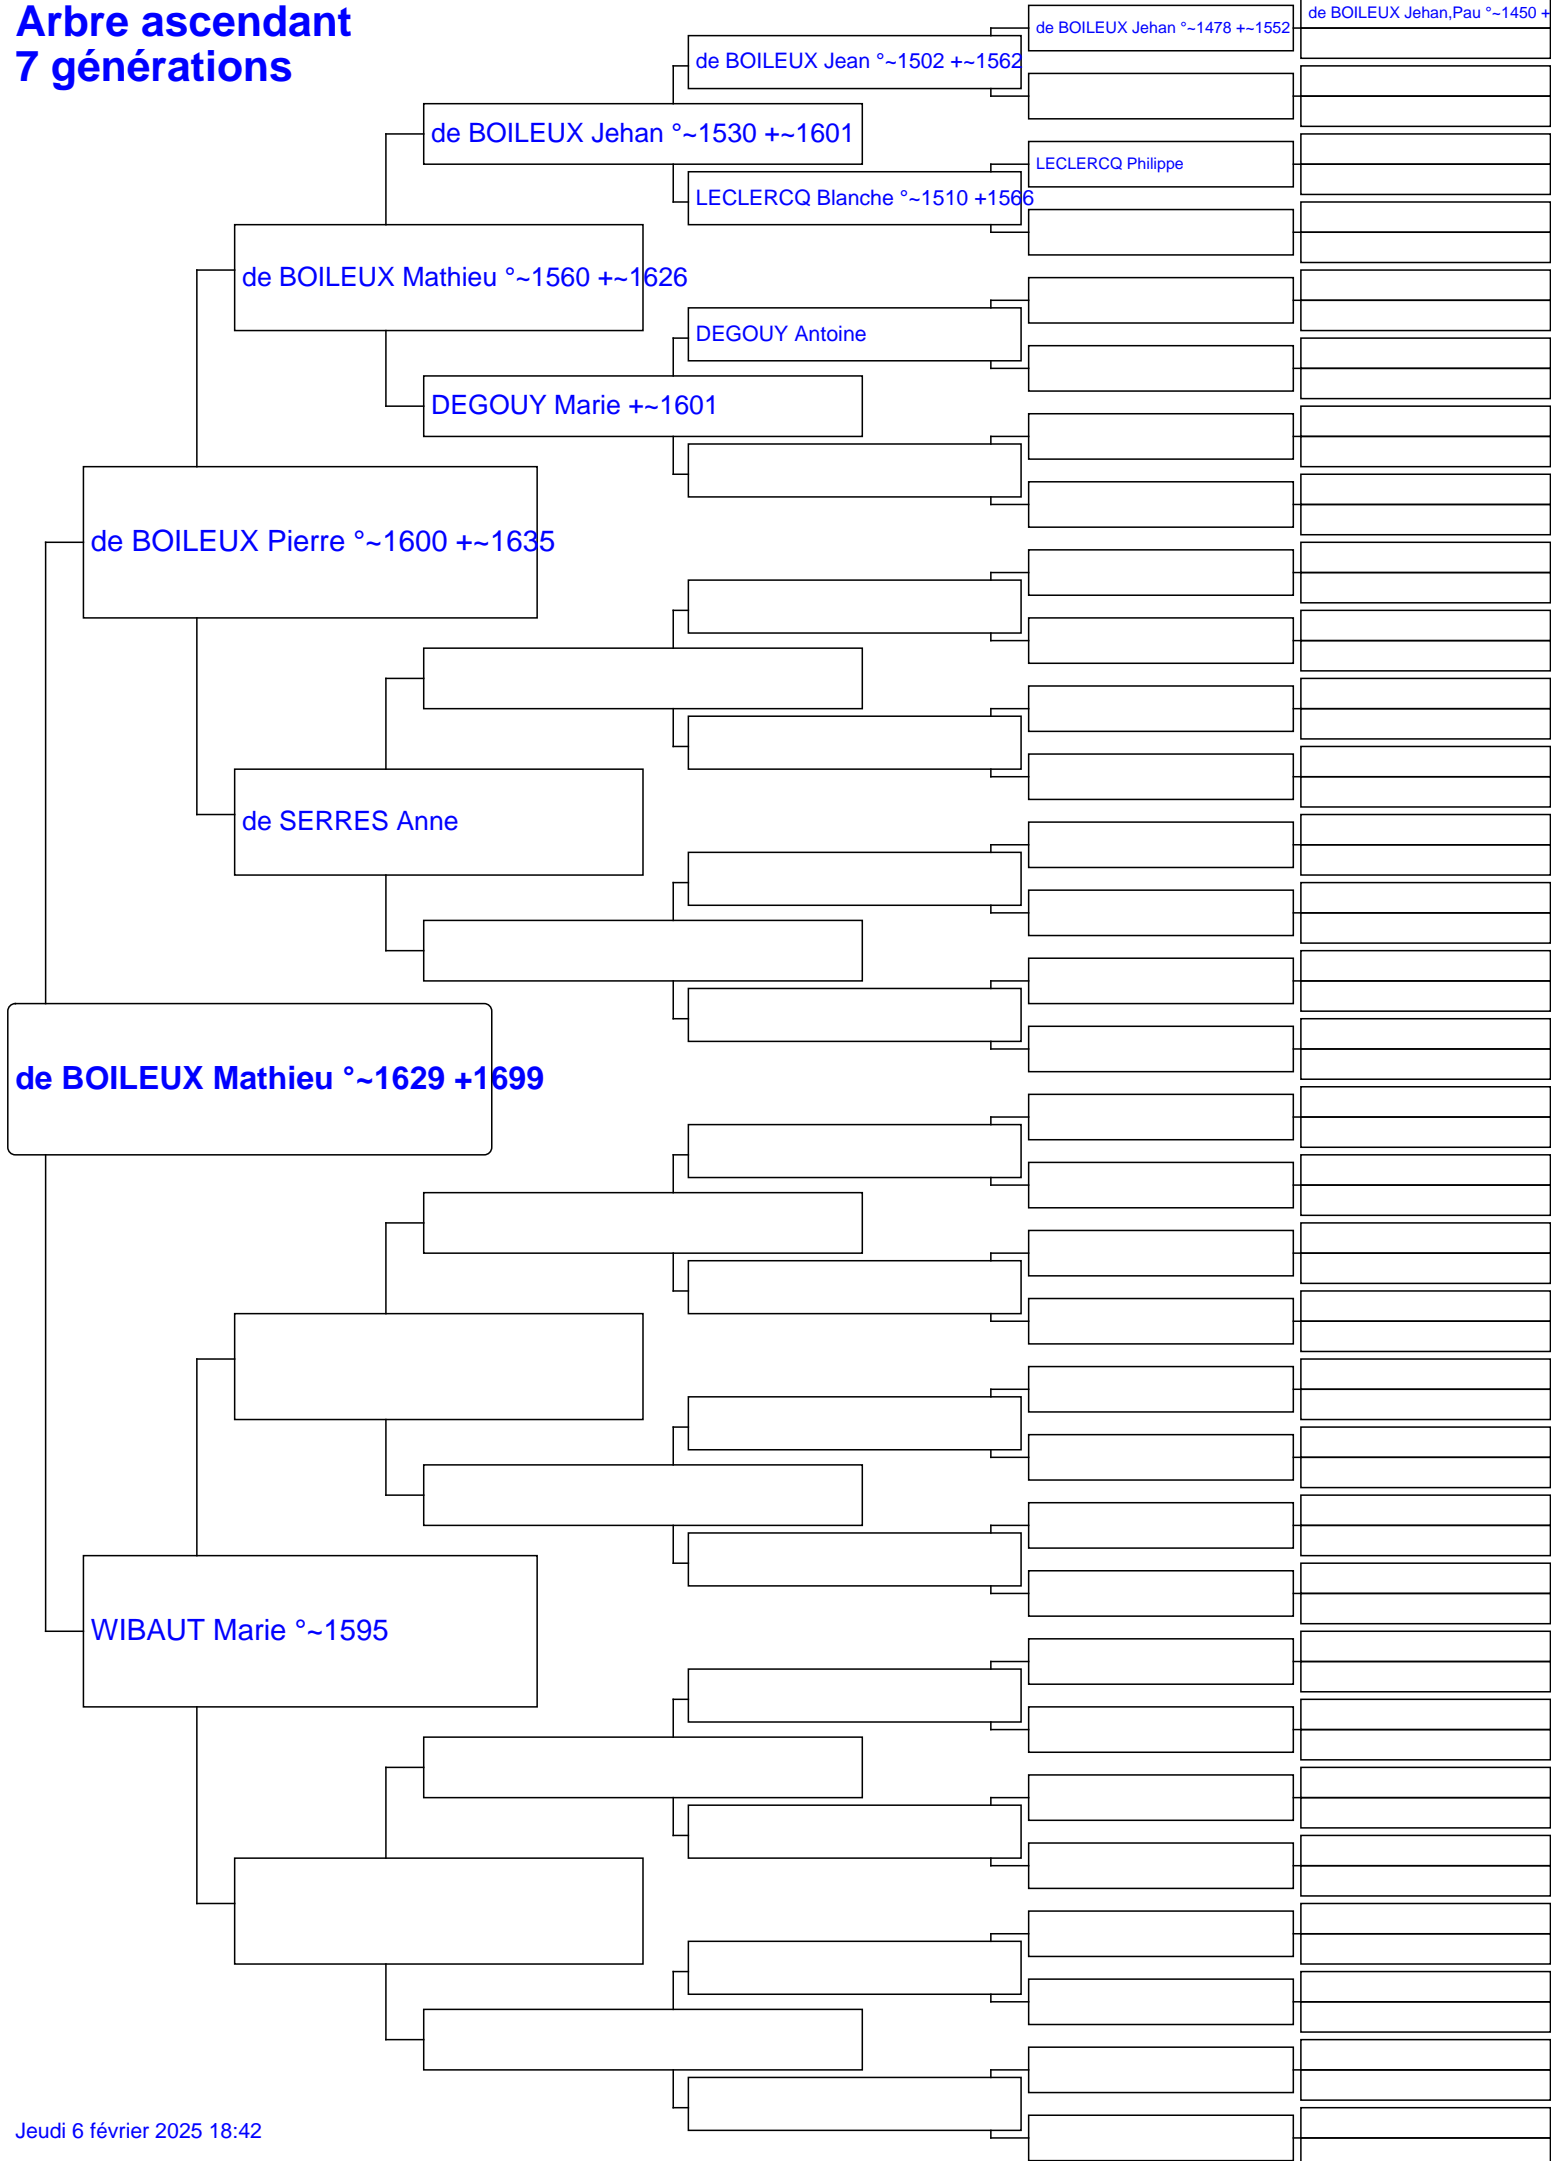 Arbre ascendant
7 générations
de BOILEUX Jehan,Pau °~1450 +
de BOILEUX Jehan °~1478 +~1552
de BOILEUX Jean °~1502 +~1562
de BOILEUX Jehan °~1530 +~1601
LECLERCQ Philippe
LECLERCQ Blanche °~1510 +1566
de BOILEUX Mathieu °~1560 +~1626
DEGOUY Antoine
DEGOUY Marie +~1601
de BOILEUX Pierre °~1600 +~1635
de SERRES Anne
de BOILEUX Mathieu °~1629 +1699
WIBAUT Marie °~1595
Jeudi 6 février 2025 18:42